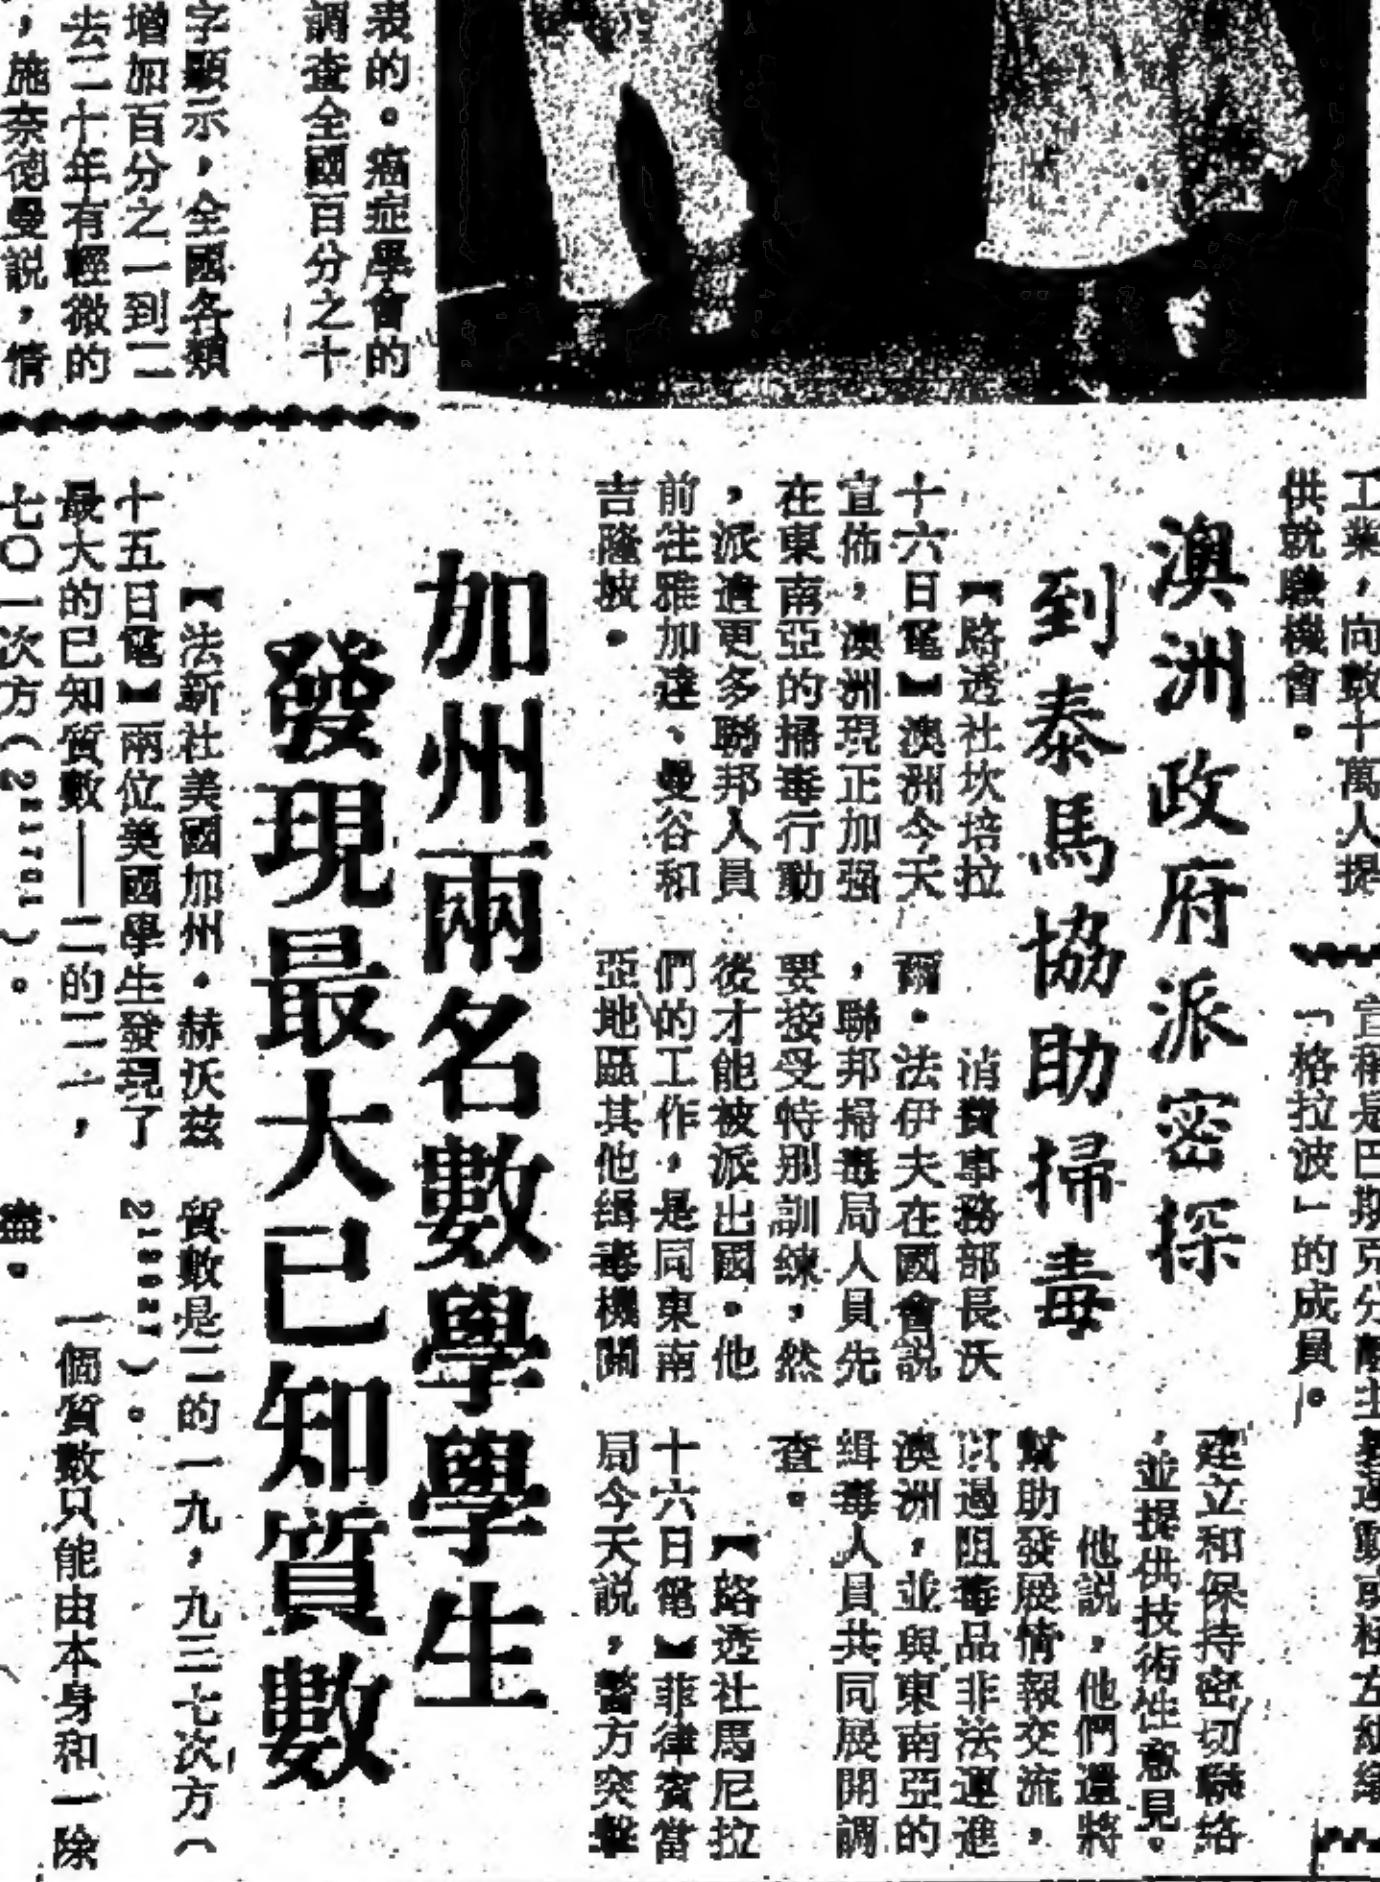 表的。癌症學會的
調查全國百分之十
字顯示，全國各類
增加百分之一到二
去二十年有輕微的
，施奈德曼説，情
工業，向數十萬人提
供就職機會。
宣稱是巴斯克分離主
「格拉波」的成員。
澳洲政府派密探
到泰馬協助掃毒
【路透社坎培拉
十六日電】澳洲今天
宣佈，澳洲現正加强
在東南亞的掃毒行動
，派遣更多聯邦人員
前往雅加達、曼谷和
吉隆坡。
消費事務部長沃
爾・法伊夫在國會説
，聯邦掃毒局人員先
要接受特別訓練，然
後才能被派出國。他
們的工作，是同東南
亞地區其他緝毒機關
建立和保持密切聯絡
，並提供技術性意見。
他説，他們還將
幫助發展情報交流，
以遏阻毒品非法運進
澳洲，並與東南亞的
緝毒人員共同展開調
查。
【路透社馬尼拉
十六日電】菲律賓當
局今天説，警方突擊
加州兩名數學學生
發現最大已知質數
【法新社美國加州・赫沃茲
十五日電】兩位美國學生發現了
最大的已知質數——二的二一，
七〇一次方（2²¹⁷⁰¹）。
質數是二的一九，九三七次方（
2¹⁹⁹³⁷）。
一個質數只能由本身和一除
盡。